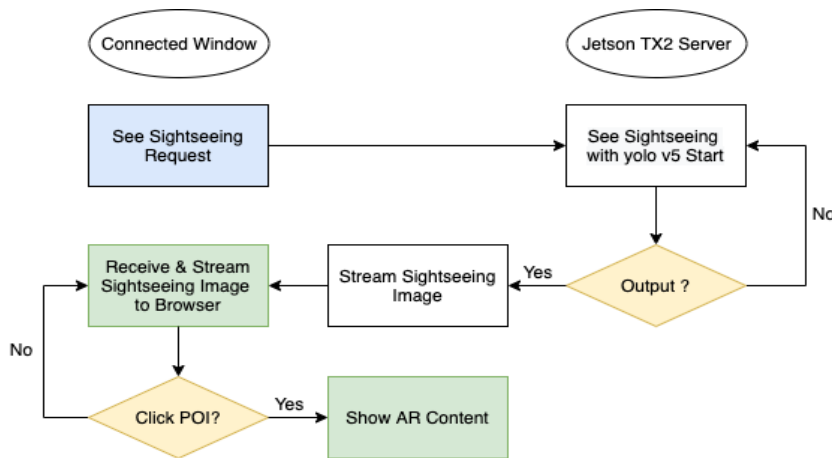 Connected Window
Jetson TX2 Server
See Sightseeing
Request
See Sightseeing
with yolo v5 Start
No
Receive & Stream
Sightseeing Image
to Browser
Stream Sightseeing
Image
Yes
Output ?
No
Click POI?
Yes
Show AR Content